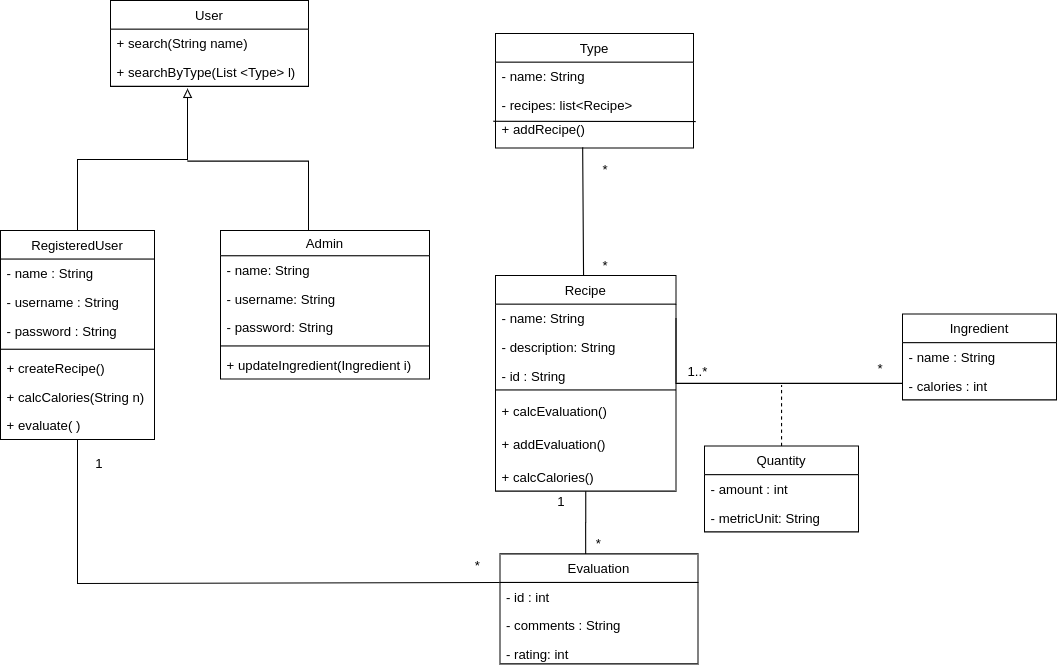 User
+ search(String name)
+ searchByType(List <Type> l)
Type
- name: String
- recipes: list<Recipe>
+ addRecipe()
*
*
RegisteredUser
- name : String
- username : String
- password : String
+ createRecipe()
+ calcCalories(String n)
+ evaluate( )
1
Admin
- name: String
- username: String
- password: String
+ updateIngredient(Ingredient i)
Recipe
- name: String
- description: String
- id : String
+ calcEvaluation()
+ addEvaluation()
+ calcCalories()
1..*
*
Ingredient
- name : String
- calories : int
Quantity
- amount : int
- metricUnit: String
1
*
*
Evaluation
- id : int
- comments : String
- rating: int